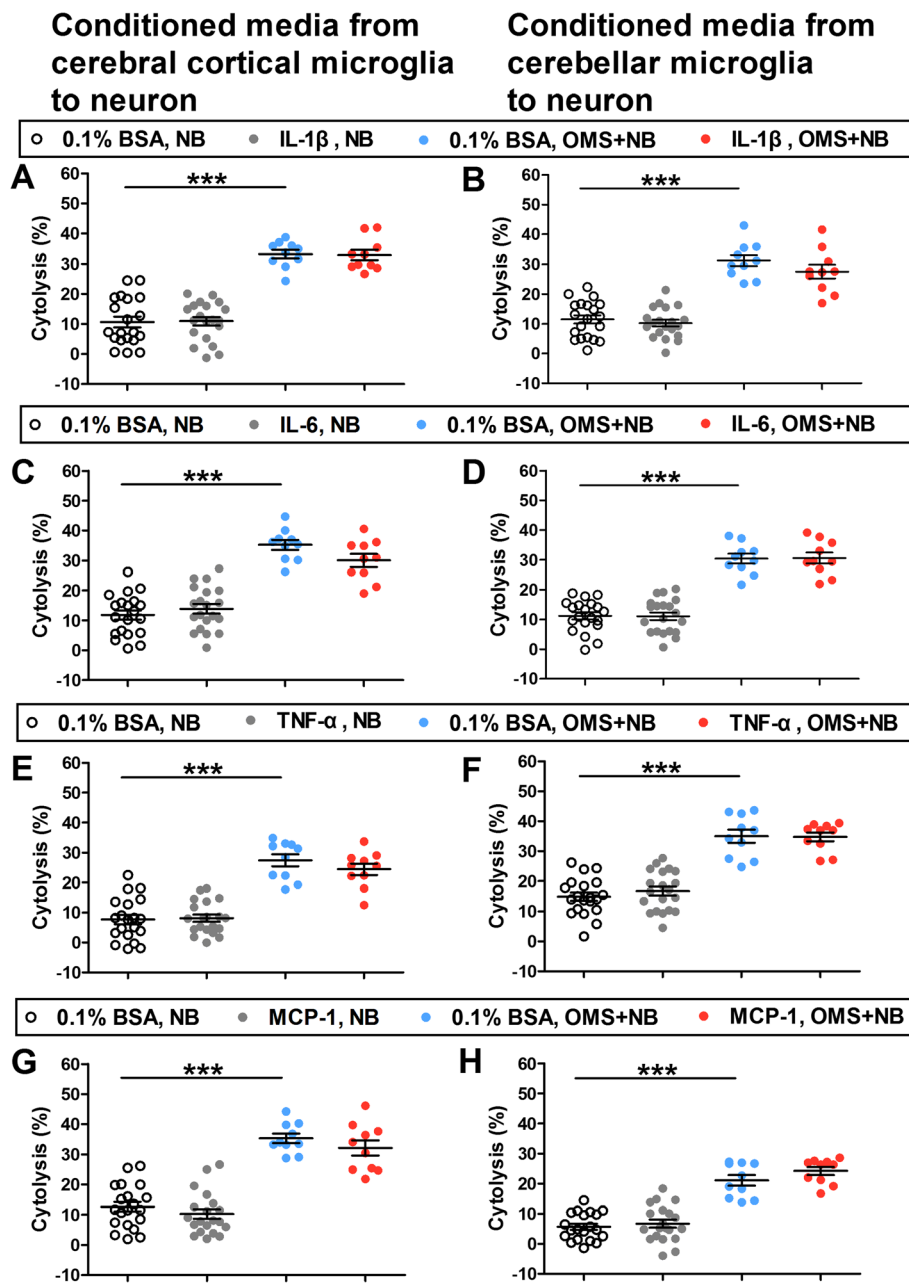 Conditioned media from
cerebral cortical microglia
to neuron
Conditioned media from
cerebellar microglia
to neuron
0.1% BSA, NB IL-1β , NB 0.1% BSA, OMS+NB IL-1β , OMS+NB
A
***
Cytolysis (%)
60
50
40
30
20
10
0
-10
B
***
Cytolysis (%)
60
50
40
30
20
10
0
-10
0.1% BSA, NB IL-6, NB 0.1% BSA, OMS+NB IL-6, OMS+NB
C
***
Cytolysis (%)
60
50
40
30
20
10
0
-10
D
***
Cytolysis (%)
60
50
40
30
20
10
0
-10
0.1% BSA, NB TNF-α , NB 0.1% BSA, OMS+NB TNF-α, OMS+NB
E
***
Cytolysis (%)
60
50
40
30
20
10
0
-10
F
***
Cytolysis (%)
60
50
40
30
20
10
0
-10
0.1% BSA, NB MCP-1, NB 0.1% BSA, OMS+NB MCP-1, OMS+NB
G
***
Cytolysis (%)
60
50
40
30
20
10
0
-10
H
***
Cytolysis (%)
60
50
40
30
20
10
0
-10